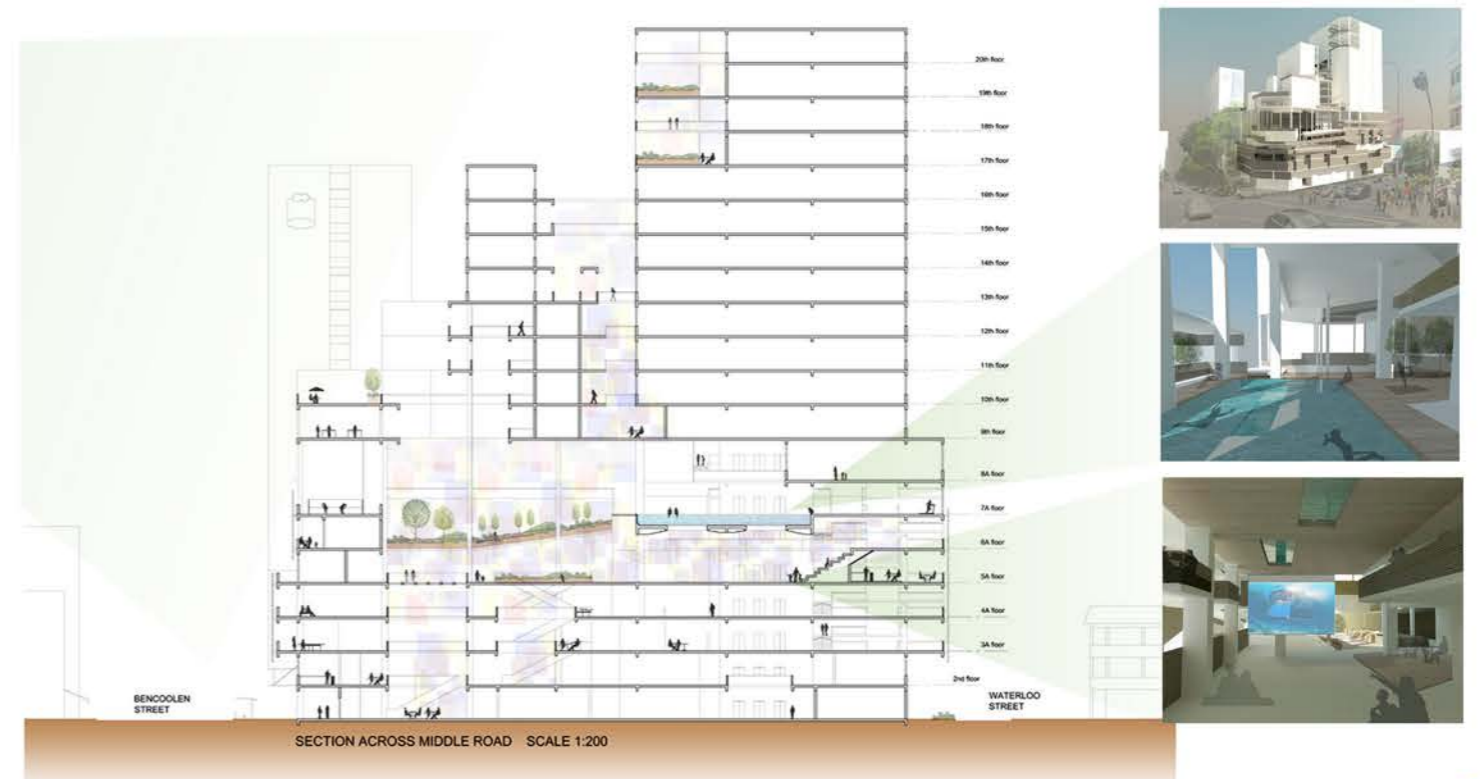 20th floor
19th floor
18th floor
17th floor
16th floor
15th floor
14th floor
13th floor
12th floor
11th floor
10th floor
9th floor
8A floor
7A floor
6A floor
5A floor
4A floor
3A floor
2nd floor
BENCOOLEN
STREET
WATERLOO
STREET
SECTION ACROSS MIDDLE ROAD SCALE 1:200